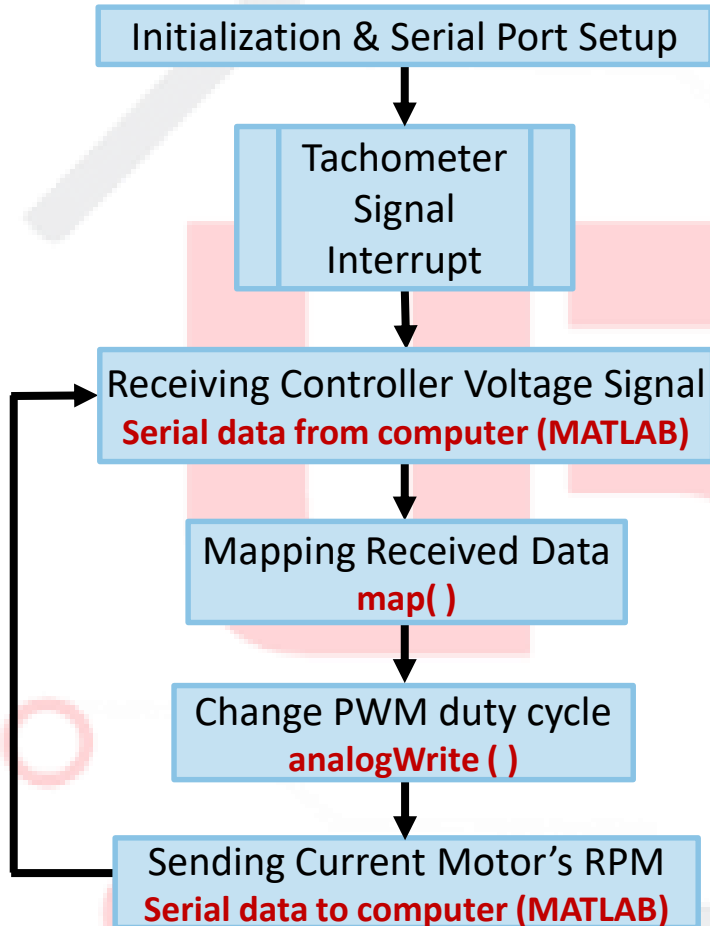 Initialization & Serial Port Setup
Tachometer
Signal
Interrupt
Receiving Controller Voltage Signal
Serial data from computer (MATLAB)
Mapping Received Data
map( )
Change PWM duty cycle
analogWrite ( )
Sending Current Motor's RPM
Serial data to computer (MATLAB)